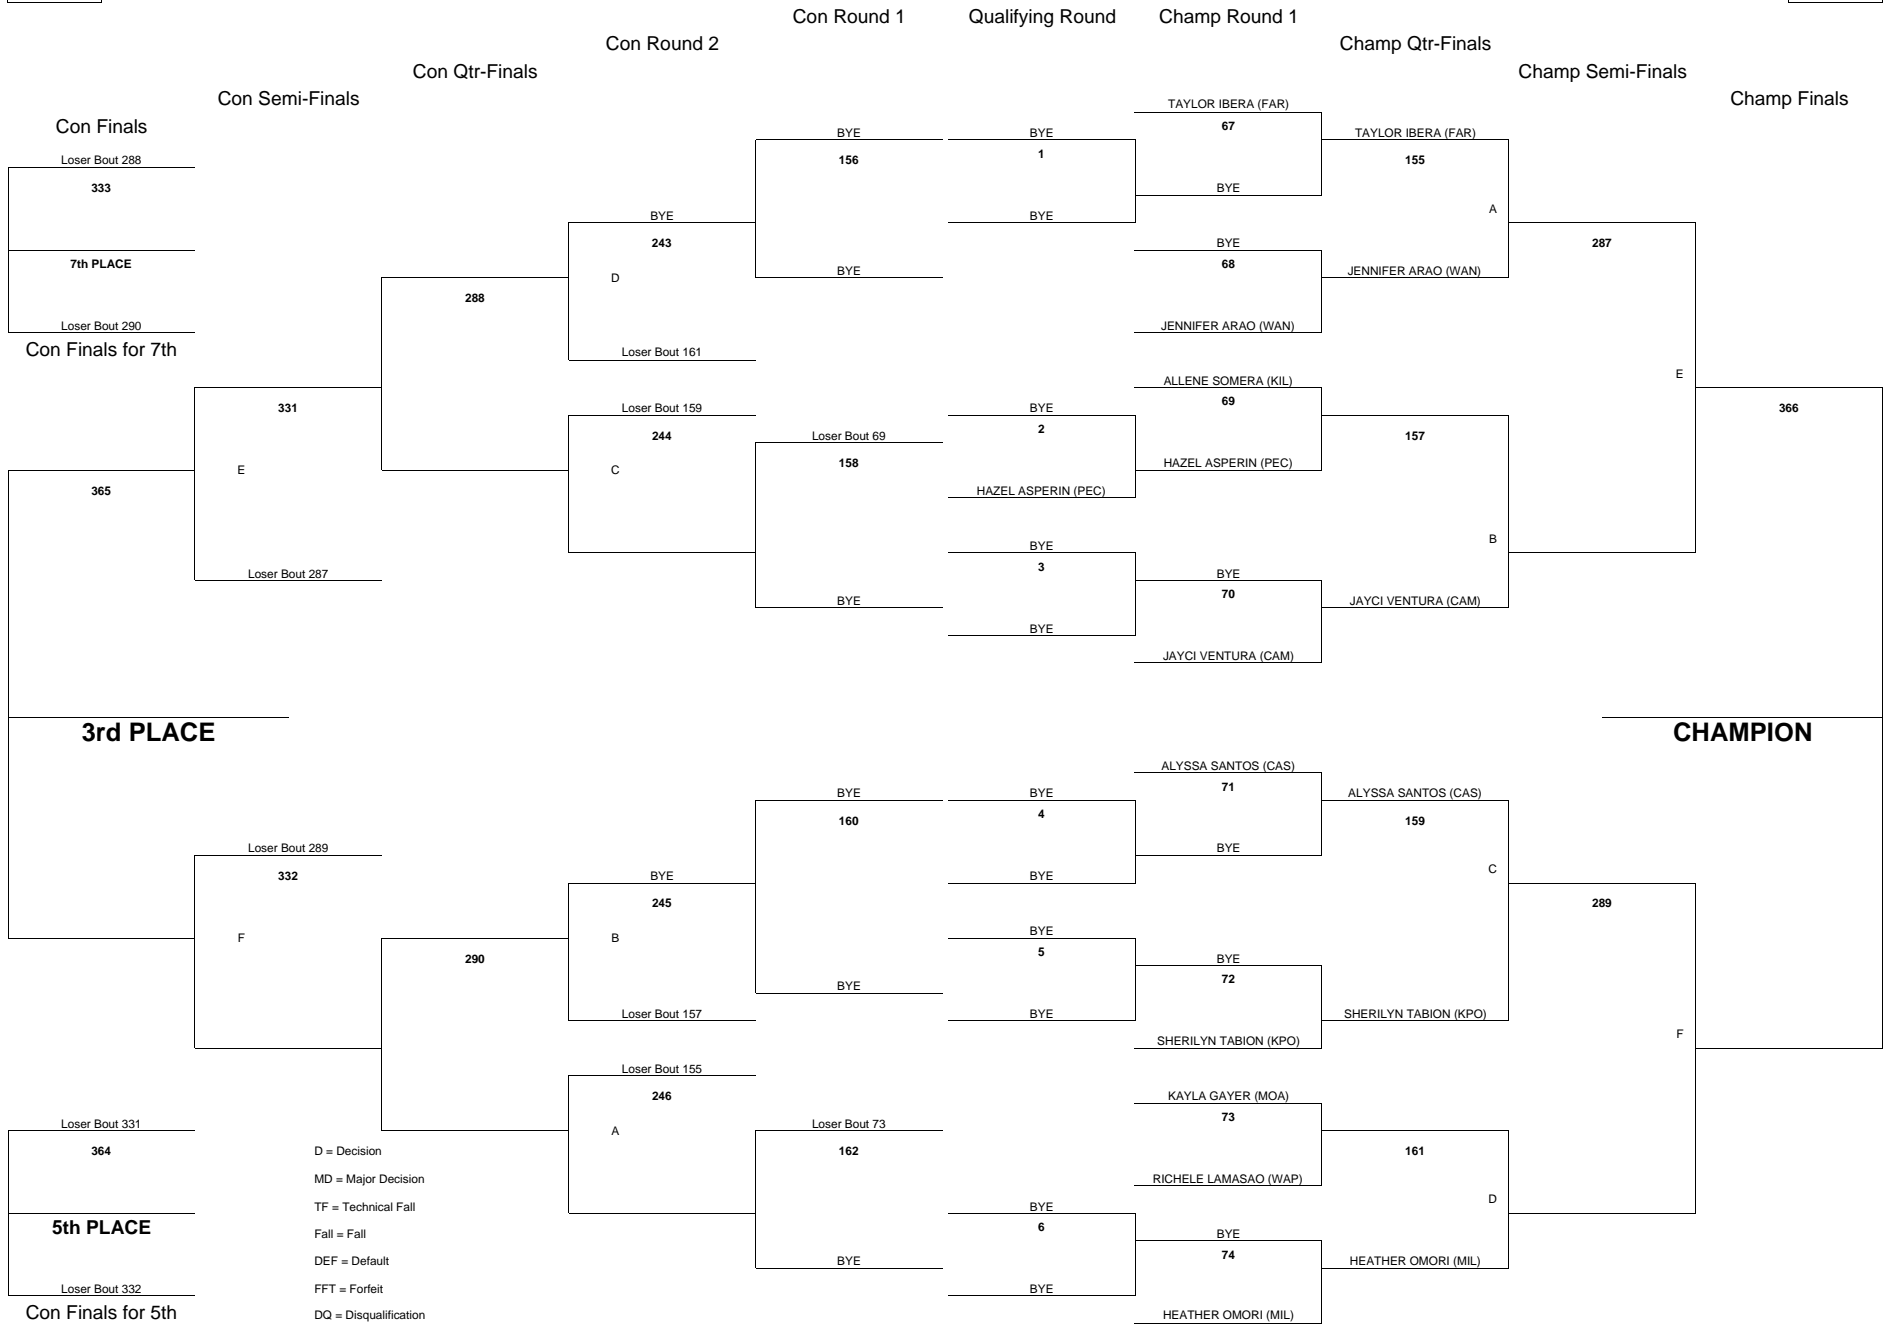 Con Round 1
Qualifying Round
Champ Round 1
Con Round 2
Champ Qtr-Finals
Con Qtr-Finals
Champ Semi-Finals
Con Semi-Finals
Champ Finals
Con Finals
Loser Bout 288
333
7th PLACE
Loser Bout 290
Con Finals for 7th
331
E
Loser Bout 287
365
3rd PLACE
Loser Bout 289
332
F
Loser Bout 331
364
5th PLACE
Loser Bout 332
Con Finals for 5th
288
290
D = Decision
MD = Major Decision
TF = Technical Fall
Fall = Fall
DEF = Default
FFT = Forfeit
DQ = Disqualification
BYE
243
D
Loser Bout 161
Loser Bout 159
244
C
BYE
245
B
Loser Bout 157
Loser Bout 155
246
A
BYE
156
BYE
Loser Bout 69
158
BYE
BYE
160
BYE
Loser Bout 73
162
BYE
BYE
1
BYE
BYE
2
HAZEL ASPERIN (PEC)
BYE
3
BYE
BYE
4
BYE
BYE
5
BYE
BYE
6
BYE
TAYLOR IBERA (FAR)
67
BYE
BYE
68
JENNIFER ARAO (WAN)
ALLENE SOMERA (KIL)
69
HAZEL ASPERIN (PEC)
BYE
70
JAYCI VENTURA (CAM)
ALYSSA SANTOS (CAS)
71
BYE
BYE
72
SHERILYN TABION (KPO)
KAYLA GAYER (MOA)
73
RICHELE LAMASAO (WAP)
BYE
74
HEATHER OMORI (MIL)
TAYLOR IBERA (FAR)
155
A
JENNIFER ARAO (WAN)
157
B
JAYCI VENTURA (CAM)
ALYSSA SANTOS (CAS)
159
C
SHERILYN TABION (KPO)
161
D
HEATHER OMORI (MIL)
287
E
289
F
366
CHAMPION